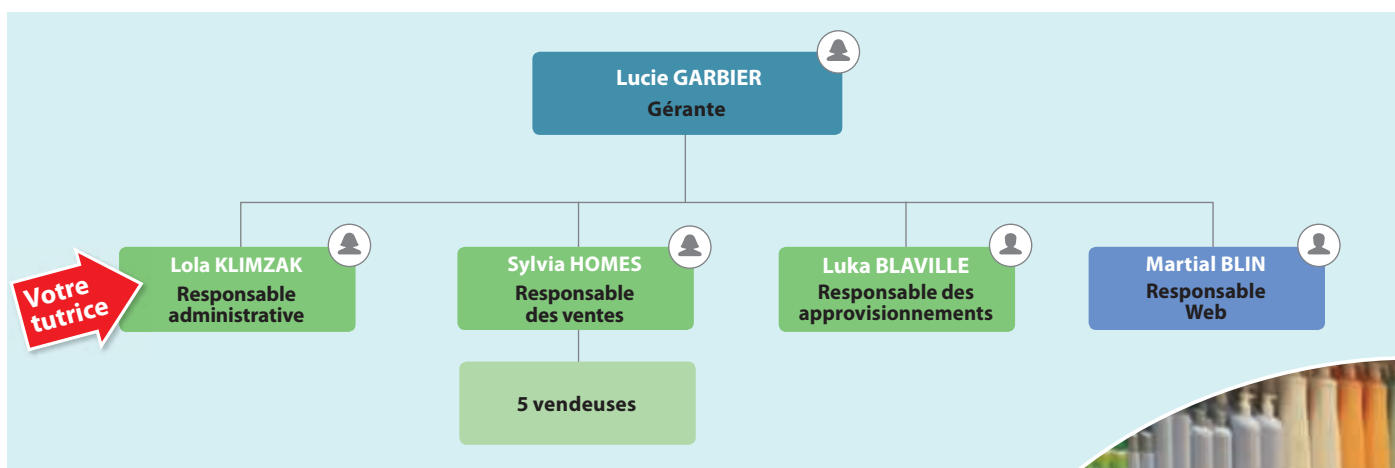 Lucie GARBIER
Gérante
Votre
tutrice
Lola KLIMZAK
Responsable
administrative
Sylvia HOMES
Responsable
des ventes
Luka BLAVILLE
Responsable des
approvisionnements
Martial BLIN
Responsable
Web
5 vendeuses